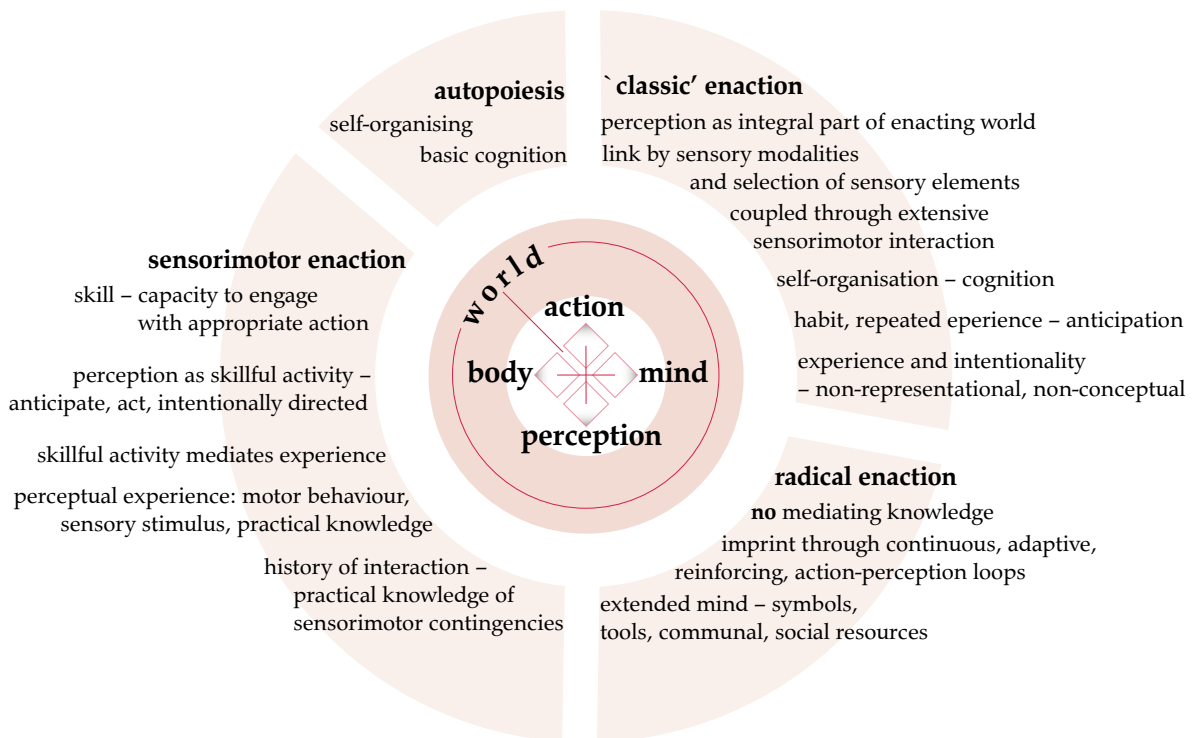 autopoiesis
self-organising
basic cognition
`classic’ enaction
perception as integral part of enacting world
link by sensory modalities
and selection of sensory elements
coupled through extensive
sensorimotor interaction
self-organisation – cognition
habit, repeated eperience – anticipation
experience and intentionality
– non-representational, non-conceptual
sensorimotor enaction
skill – capacity to engage
with appropriate action
perception as skillful activity –
anticipate, act, intentionally directed
skillful activity mediates experience
perceptual experience: motor behaviour,
sensory stimulus, practical knowledge
history of interaction –
practical knowledge of
sensorimotor contingencies
world
action
body
mind
perception
radical enaction
no mediating knowledge
imprint through continuous, adaptive,
reinforcing, action-perception loops
extended mind – symbols,
tools, communal, social resources